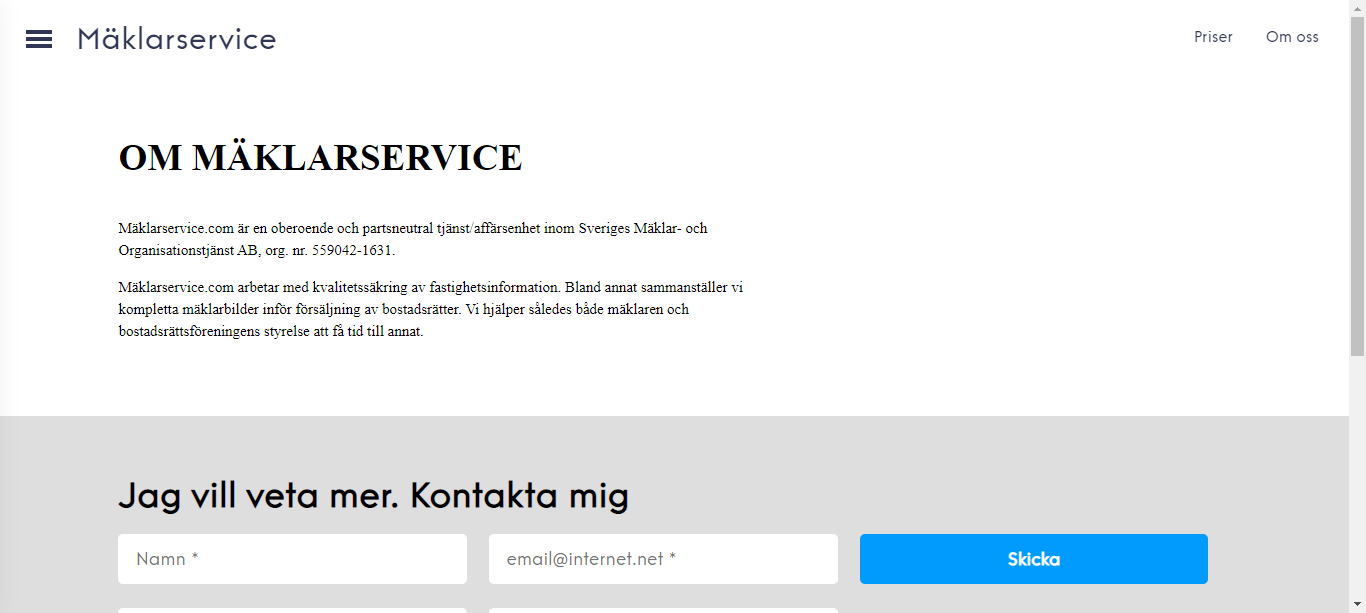 Mäklarservice
Priser
Om oss
OM MÄKLARSERVICE
Mäklarservice.com är en oberoende och partsneutral tjänst/affärsenhet inom Sveriges Mäklar- och
Organisationstjänst AB, org. nr. 559042-1631.
Mäklarservice.com arbetar med kvalitetssäkring av fastighetsinformation. Bland annat sammanställer vi
kompletta mäklarbilder inför försäljning av bostadsrätter. Vi hjälper således både mäklaren och
bostadsrättsföreningens styrelse att få tid till annat.
Jag vill veta mer. Kontakta mig
Namn *
email@internet.net *
Skicka